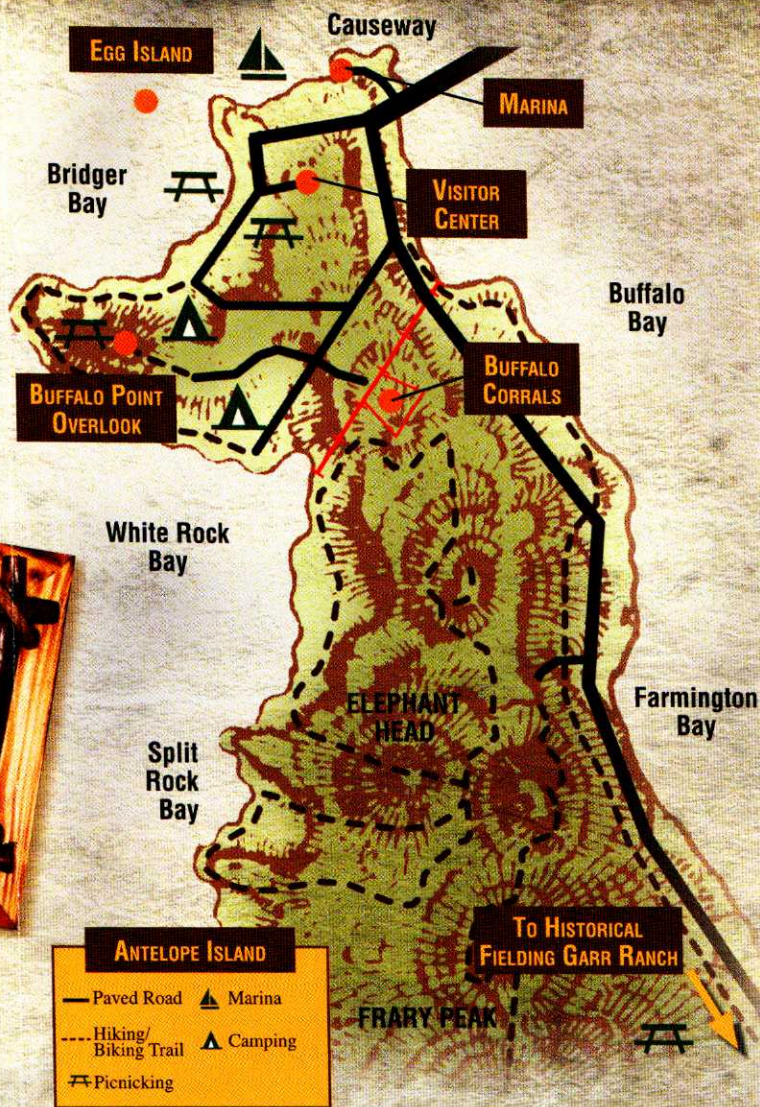 Causeway
EGG ISLAND
MARINA
Bridger
Bay
VISITOR
CENTER
Buffalo
Bay
BUFFALO POINT
OVERLOOK
BUFFALO
CORRALS
White Rock
Bay
ELEPHANT
HEAD
Farmington
Bay
Split
Rock
Bay
TO HISTORICAL
FIELDING GARR RANCH
FRARY PEAK
ANTELOPE ISLAND
Paved Road
Marina
Hiking/
Biking Trail
Camping
Picnicking